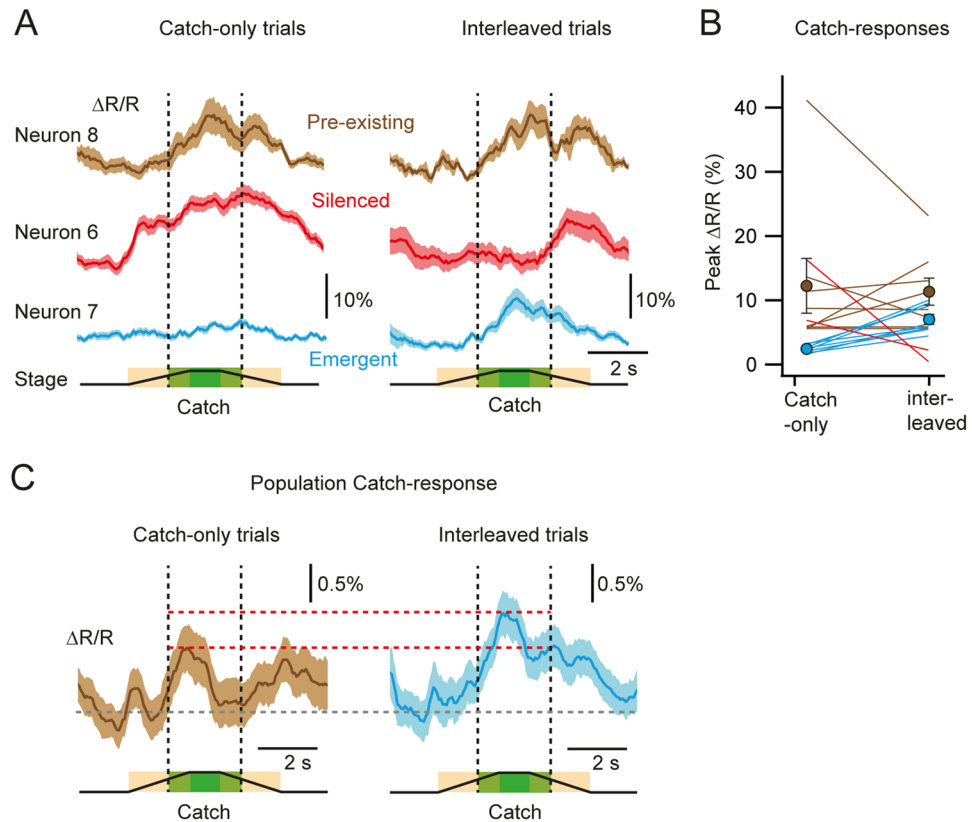 A
Catch-only trials
Interleaved trials
ΔR/R
Neuron 8
Pre-existing
Neuron 6
Silenced
10%
10%
Neuron 7
Emergent
2 s
Stage
Catch
Catch
B
Catch-responses
Peak ΔR/R (%)
40
30
20
10
0
Catch
-only
inter-
leaved
C
Population Catch-response
Catch-only trials
Interleaved trials
0.5%
0.5%
ΔR/R
2 s
2 s
Catch
Catch